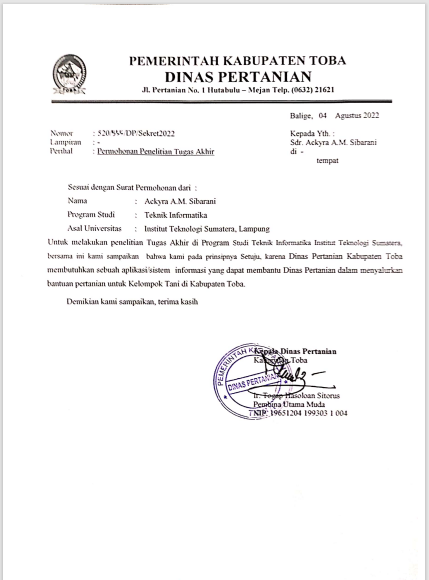 PEMERINTAH KABUPATEN TOBA
DINAS PERTANIAN
Jl. Pertanian No. 1 Hutabulu – Mejan Telp. (0632) 21621
Balige, 04 Agustus 2022
Nomor : 520/ /DP/Sekret2022
Lampiran : -
Perihal : Permohonan Penelitian Tugas Akhir
Kepada Yth. :
Sdr. Ackyra A.M. Sibarani
di -
tempat
Sesuai dengan Surat Permohonan dari :
Nama : Ackyra A.M. Sibarani
Program Studi : Teknik Informatika
Asal Universitas : Institut Teknologi Sumatera, Lampung
Untuk melakukan penelitian Tugas Akhir di Program Studi Teknik Informatika Institut Teknologi Sumatera,
bersama ini kami sampaikan bahwa kami pada prinsipnya Setuju, karena Dinas Pertanian Kabupaten Toba
membutuhkan sebuah aplikasi/sistem informasi yang dapat membantu Dinas Pertanian dalam menyalurkan
bantuan pertanian untuk Kelompok Tani di Kabupaten Toba.
Demikian kami sampaikan, terima kasih
Kepala Dinas Pertanian
Kabupaten Toba
PEMERINTAH KAB
DINAS PERTANIAN
Ir. Togap Hasoloan Sitorus
Pembina Utama Muda
NIP. 19651204 199303 1 004